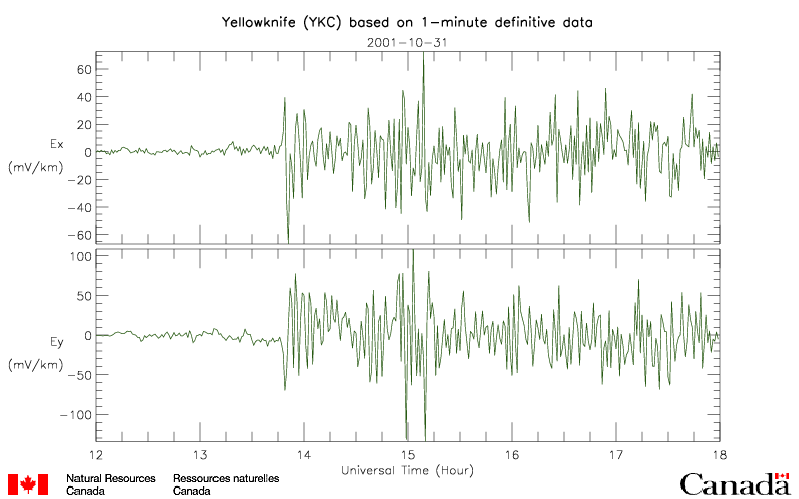 Yellowknife (YKC) based on 1-minute definitive data
2001-10-31
60
40
20
0
-20
-40
-60
Ex
(mV/km)
100
50
0
-50
-100
Ey
(mV/km)
12 13 14 15 16 17 18
Universal Time (Hour)
Natural Resources Canada
Ressources naturelles Canada
Canada